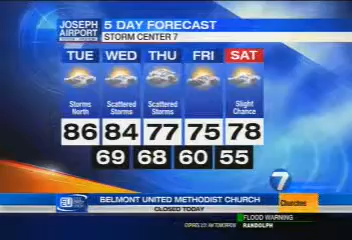 JOSEPH
AIRPORT
5 DAY FORECAST
STORM CENTER 7
TUE WED THU FRI SAT
Storms North
Scattered Storms
Scattered Storms
Slight Chance
86 84 77 75 78
69 68 60 55
7
BELMONT UNITED METHODIST CHURCH
Churches
CLOSED TODAY
FLOOD WARNING
TOMORROW
RANDOLPH